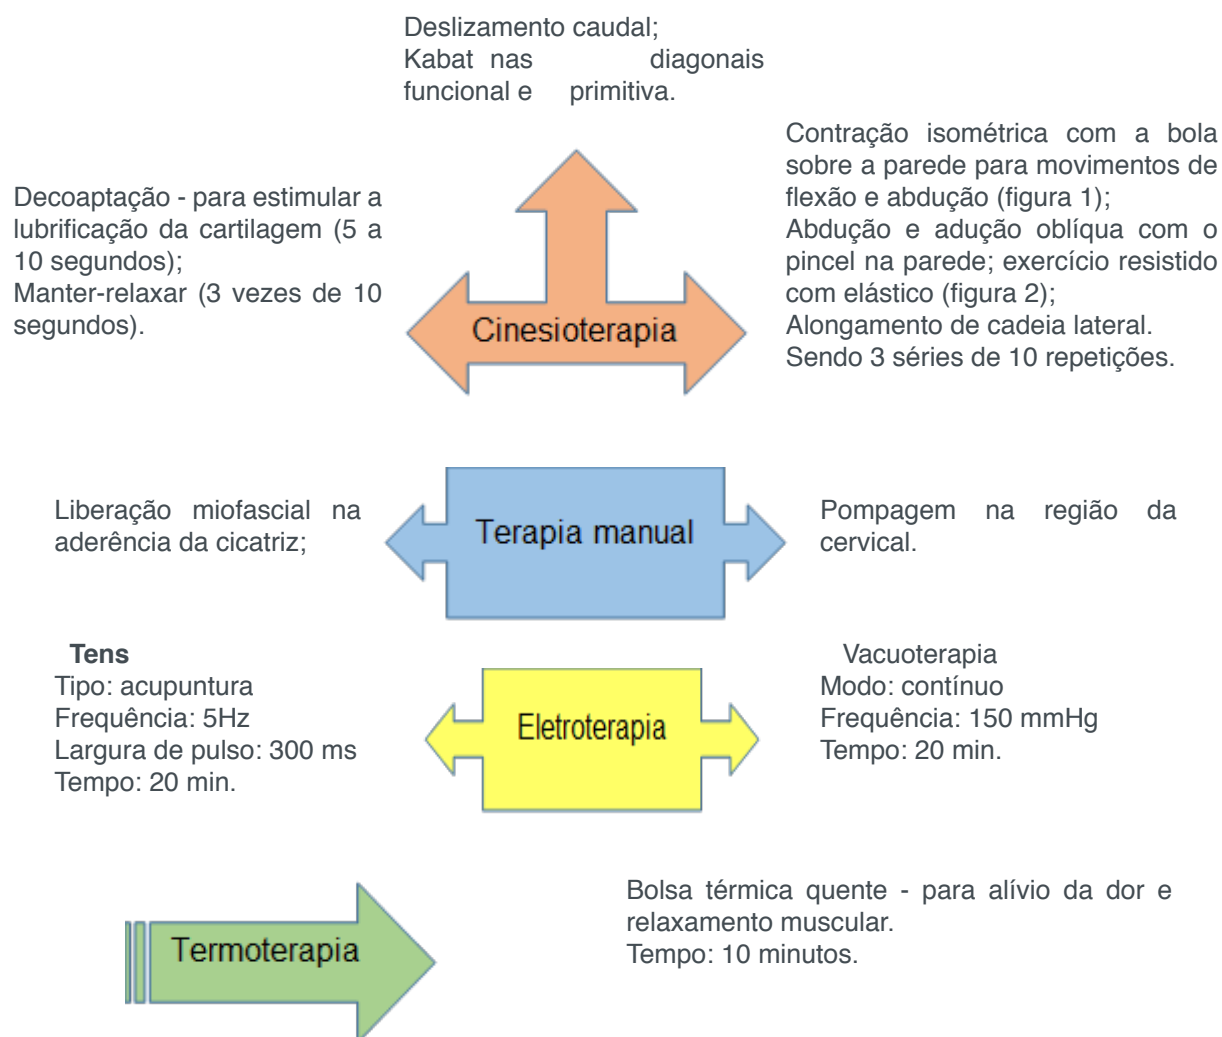 Deslizamento caudal;
Kabat nas diagonais
funcional e primitiva.
Decoaptação - para estimular a
lubrificação da cartilagem (5 a
10 segundos);
Manter-relaxar (3 vezes de 10
segundos).
Cinesioterapia
Contração isométrica com a bola
sobre a parede para movimentos de
flexão e abdução (figura 1);
Abdução e adução oblíqua com o
pincel na parede; exercício resistido
com elástico (figura 2);
Alongamento de cadeia lateral.
Sendo 3 séries de 10 repetições.
Liberação miofascial na
aderência da cicatriz;
Terapia manual
Pompagem na região da
cervical.
Tens
Tipo: acupuntura
Frequência: 5Hz
Largura de pulso: 300 ms
Tempo: 20 min.
Eletroterapia
Vacuoterapia
Modo: contínuo
Frequência: 150 mmHg
Tempo: 20 min.
Termoterapia
Bolsa térmica quente - para alívio da dor e
relaxamento muscular.
Tempo: 10 minutos.